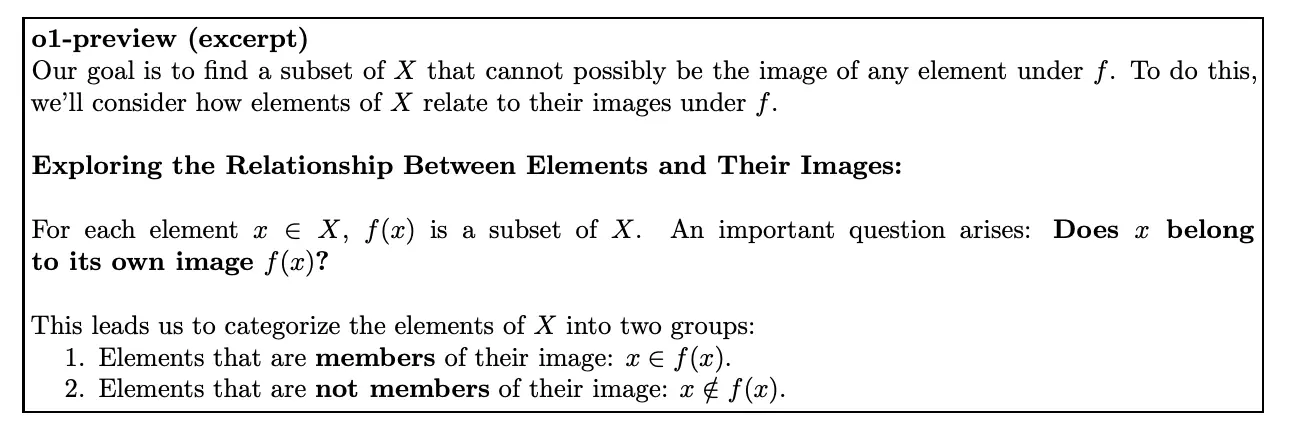 o1-preview (excerpt)
Our goal is to find a subset of X that cannot possibly be the image of any element under f. To do this,
we'll consider how elements of X relate to their images under f.
Exploring the Relationship Between Elements and Their Images:
For each element x ∈ X, f(x) is a subset of X. An important question arises: Does x belong
to its own image f(x)?
This leads us to categorize the elements of X into two groups:
1. Elements that are members of their image: x ∈ f(x).
2. Elements that are not members of their image: x ∉ f(x).